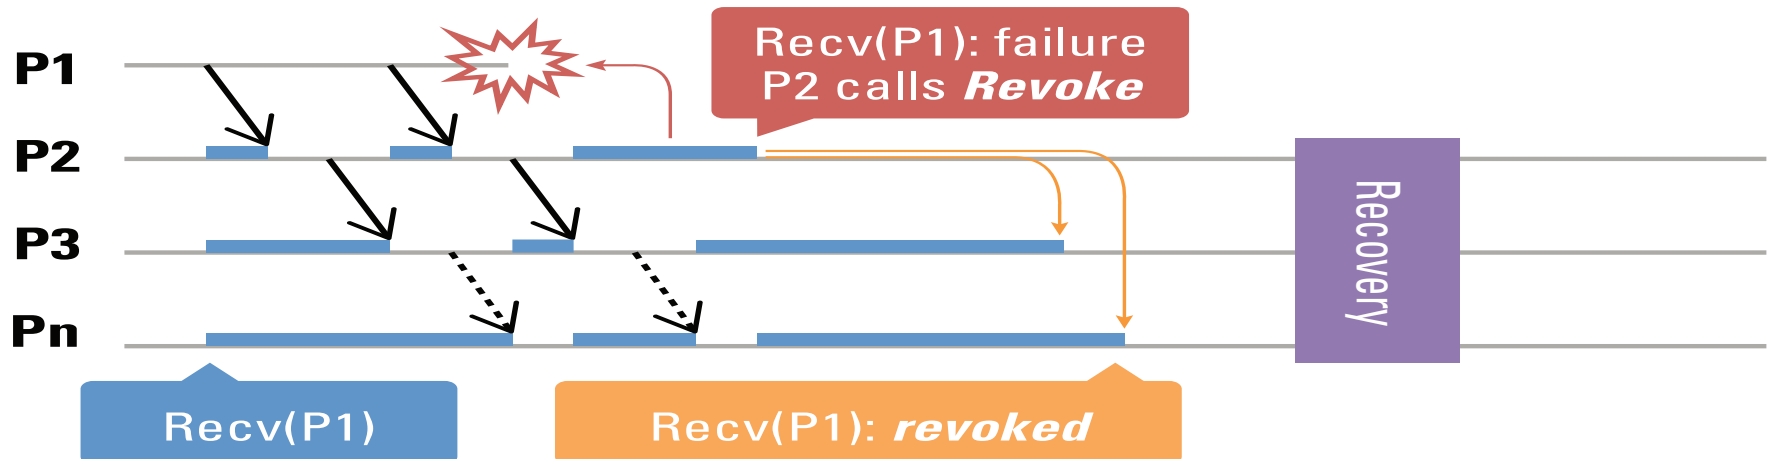 P1
Recv(P1): failure
P2 calls Revoke
P2
P3
Recovery
Pn
Recv(P1)
Recv(P1): revoked